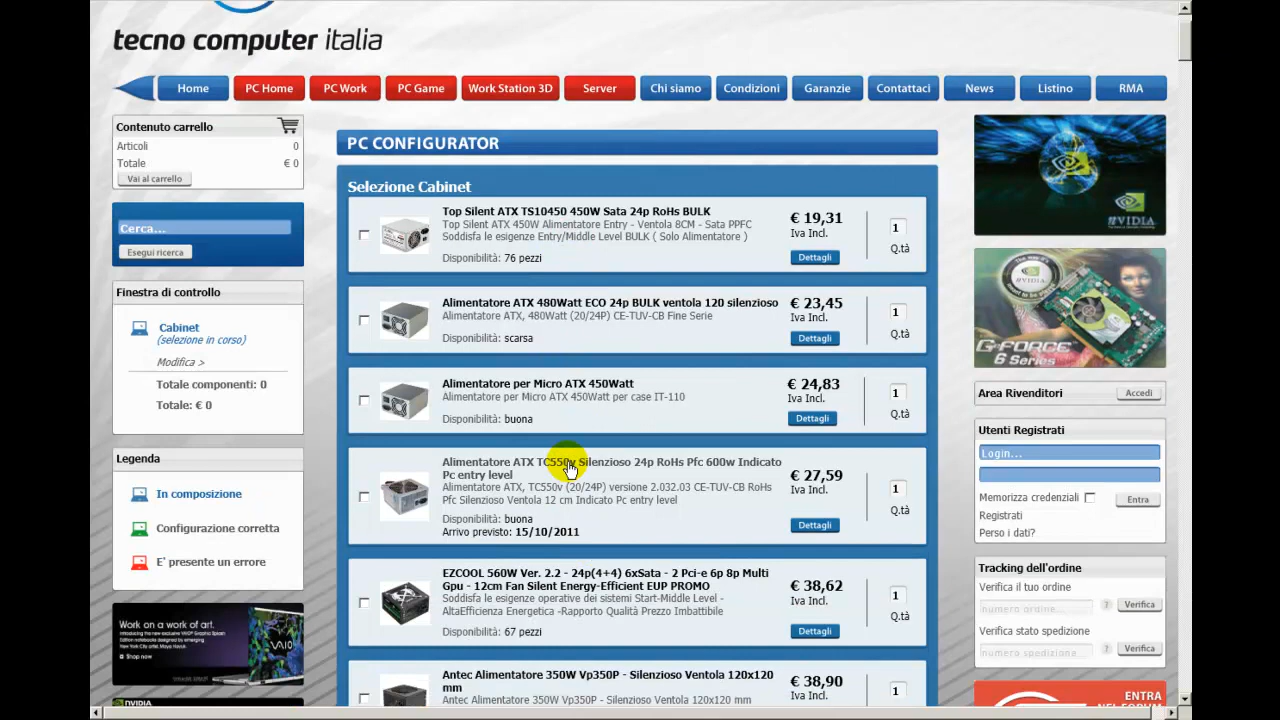 tecno computer italia
Home
PC Home
PC Work
PC Game
Work Station 3D
Server
Chi siamo
Condizioni
Garanzie
Contattaci
News
Listino
RMA
Contenuto carrello
Articoli 0
Totale € 0
Vai al carrello
Cerca...
Esegui ricerca
Finestra di controllo
Cabinet
(selezione in corso)
Modifica >
Totale componenti: 0
Totale: € 0
Legenda
In composizione
Configurazione corretta
E' presente un errore
Work on a work of art.
Shop now
VAIO
PC CONFIGURATOR
Selezione Cabinet
Top Silent ATX TS10450 450W Sata 24p RoHs BULK
Top Silent ATX 450W Alimentatore Entry - Ventola 8CM - Sata PPFC
Soddisfa le esigenze Entry/Middle Level BULK ( Solo Alimentatore )
Disponibilità: 76 pezzi
€ 19,31
Iva Incl.
Dettagli
1
Q.tà
Alimentatore ATX 480Watt ECO 24p BULK ventola 120 silenzioso
Alimentatore ATX, 480Watt (20/24P) CE-TUV-CB Fine Serie
Disponibilità: scarsa
€ 23,45
Iva Incl.
Dettagli
1
Q.tà
Alimentatore per Micro ATX 450Watt
Alimentatore per Micro ATX 450Watt per case IT-110
Disponibilità: buona
€ 24,83
Iva Incl.
Dettagli
1
Q.tà
Alimentatore ATX TC550v Silenzioso 24p RoHs Pfc 600w Indicato
Pc entry level
Alimentatore ATX, TC550v (20/24P) versione 2.032.03 CE-TUV-CB RoHs
Pfc Silenzioso Ventola 12 cm Indicato Pc entry level
Disponibilità: buona
Arrivo previsto: 15/10/2011
€ 27,59
Iva Incl.
Dettagli
1
Q.tà
EZCOOL 560W Ver. 2.2 - 24p(4+4) 6xSata - 2 Pci-e 6p 8p Multi
Gpu - 12cm Fan Silent Energy-Efficient EUP PROMO
Soddisfa le esigenze operative dei sistemi Start-Middle Level -
AltaEfficienza Energetica -Rapporto Qualità Prezzo Imbattibile
Disponibilità: 67 pezzi
€ 38,62
Iva Incl.
Dettagli
1
Q.tà
Antec Alimentatore 350W Vp350P - Silenzioso Ventola 120x120
mm
Antec Alimentatore 350W Vp350P - Silenzioso Ventola 120x120 mm
€ 38,90
Iva Incl.
1
NVIDIA
NVIDIA
G-FORCE
6 Series
Area Rivenditori
Accedi
Utenti Registrati
Login...
Memorizza credenziali
Entra
Registrati
Perso i dati?
Tracking dell'ordine
Verifica il tuo ordine
numero ordine...
?
Verifica
Verifica stato spedizione
numero spedizione...
?
Verifica
ENTRA
NEL FORUM